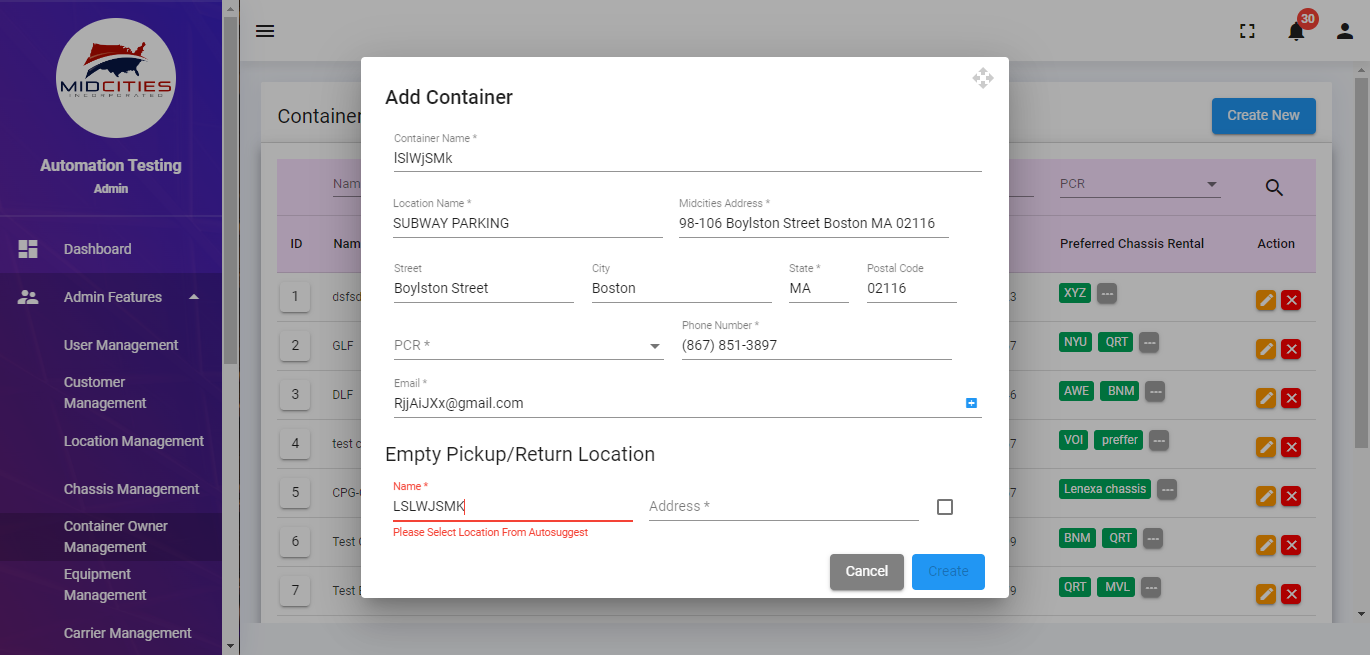 MIDCITIES
INCORPORATED
Automation Testing
Admin
Dashboard
Admin Features
User Management
Customer
Management
Location Management
Chassis Management
Container Owner
Management
Equipment
Management
Carrier Management
30
Container
Create New
Nam
PCR
ID
Nam
Preferred Chassis Rental
Action
1
dsfsd
3
XYZ
---
2
GLF
7
NYU
QRT
---
3
DLF
6
AWE
BNM
---
4
test c
7
VOI
preffer
---
5
CPG-
7
Lenexa chassis
---
6
Test
9
BNM
QRT
---
7
Test
9
QRT
MVL
---
Add Container
Container Name *
lSlWjSMk
Location Name *
SUBWAY PARKING
Midcities Address *
98-106 Boylston Street Boston MA 02116
Street
Boylston Street
City
Boston
State *
MA
Postal Code
02116
PCR *
Phone Number *
(867) 851-3897
Email *
RjjAiJXx@gmail.com
Empty Pickup/Return Location
Name *
LSLWJSMK
Please Select Location From Autosuggest
Address *
Cancel
Create